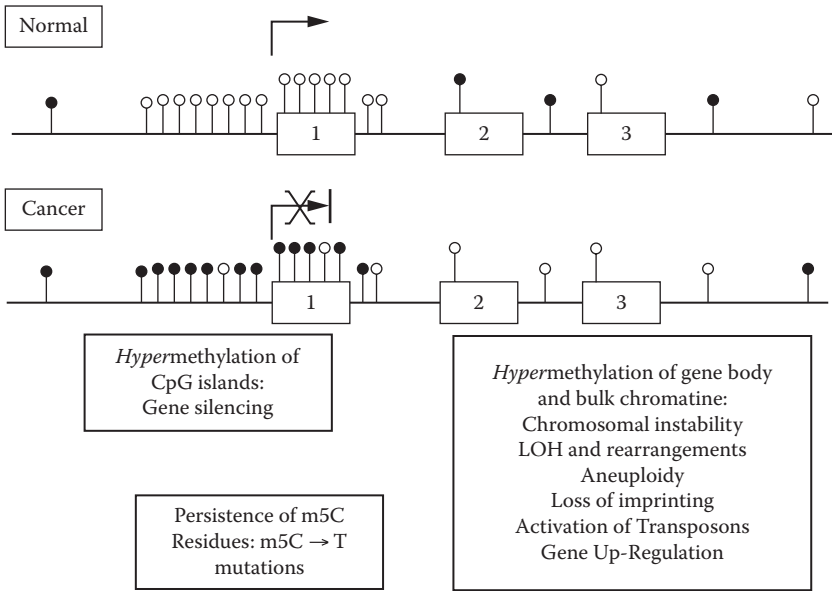 Normal
1
2
3
Cancer
1
2
3
Hypermethylation of
CpG islands:
Gene silencing
Hypermethylation of gene body
and bulk chromatine:
Chromosomal instability
LOH and rearrangements
Aneuploidy
Loss of imprinting
Activation of Transposons
Gene Up-Regulation
Persistence of m5C
Residues: m5C → T
mutations